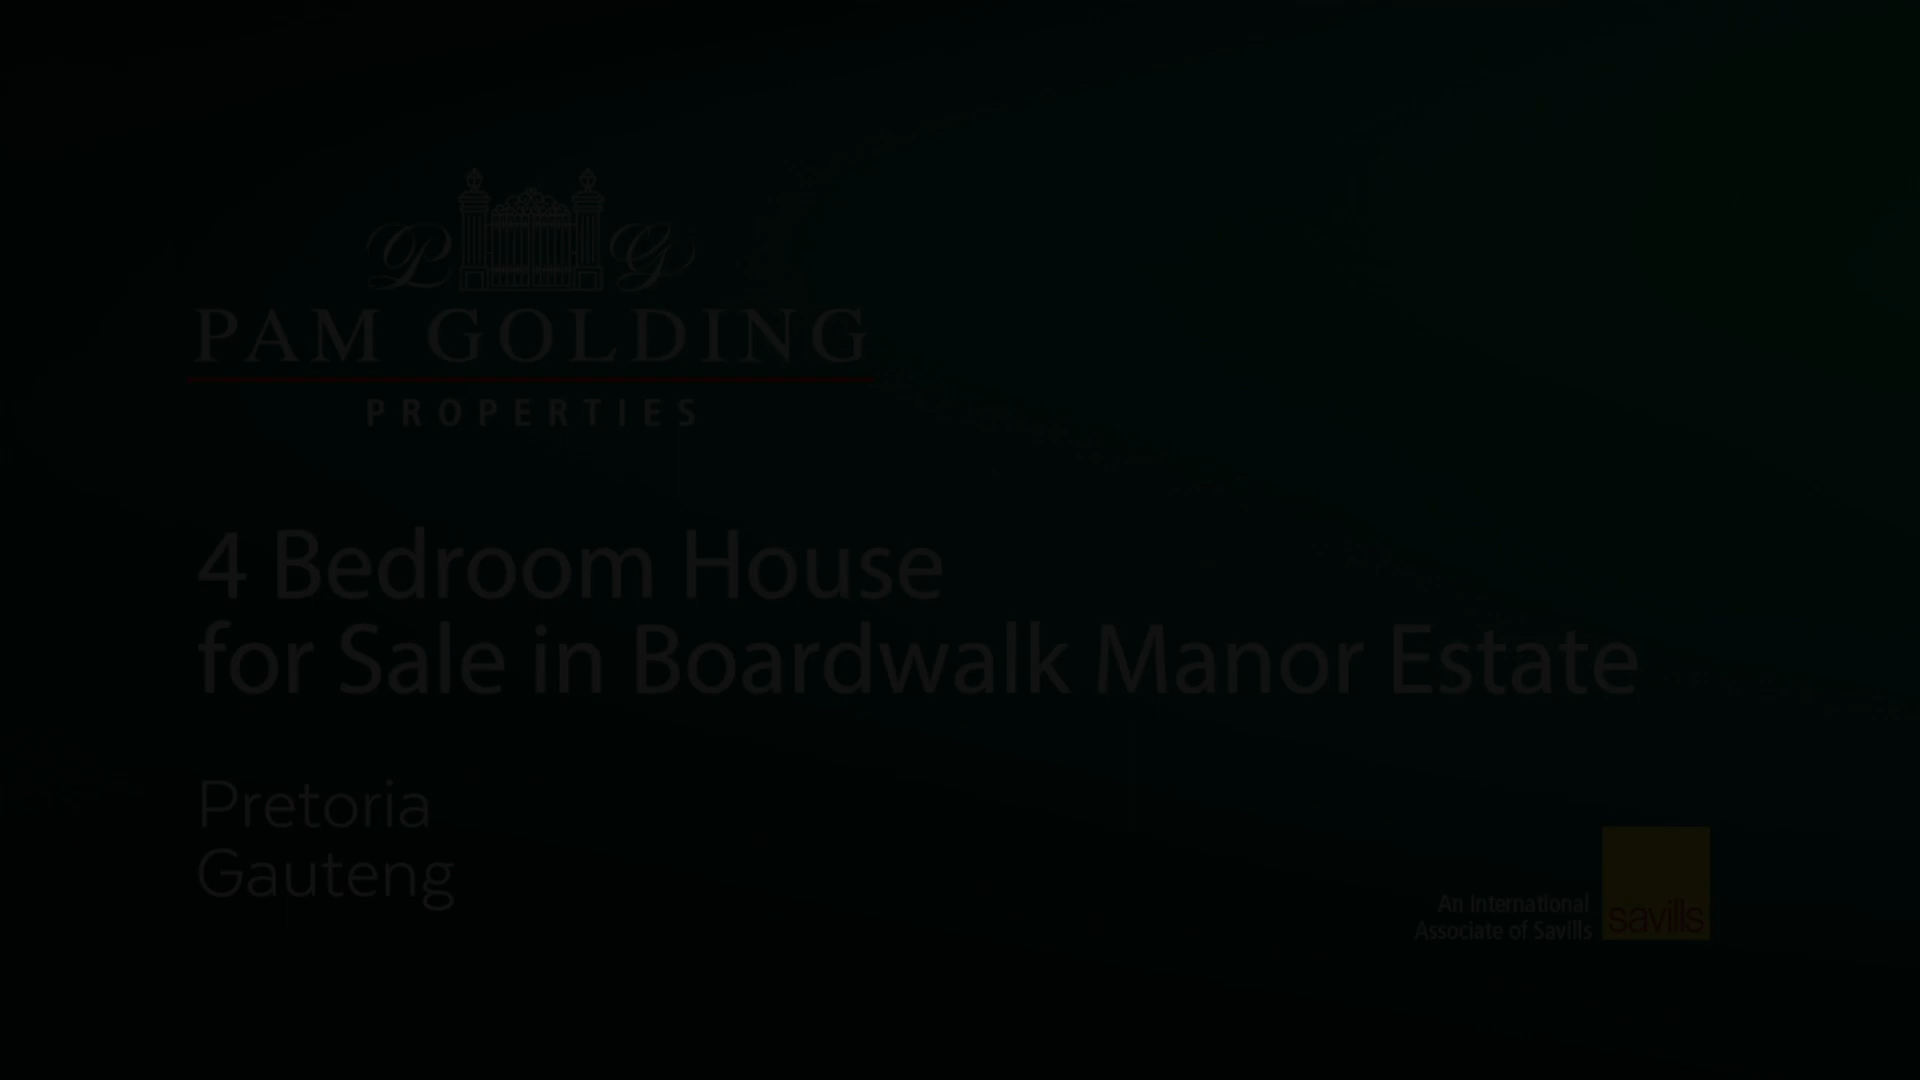 P G
PAM GOLDING
PROPERTIES
4 Bedroom House
for Sale in Boardwalk Manor Estate
Pretoria
Gauteng
An International
Associate of Savills
savills